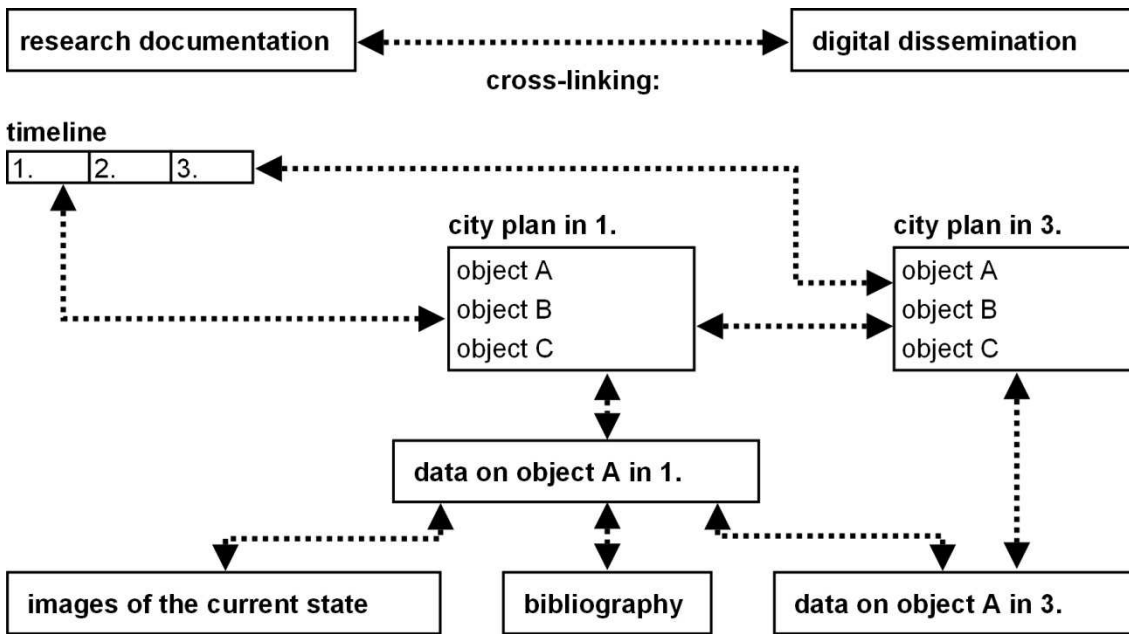 research documentation
digital dissemination
cross-linking:
timeline
1. 2. 3.
city plan in 1.
object A
object B
object C
city plan in 3.
object A
object B
object C
data on object A in 1.
images of the current state
bibliography
data on object A in 3.